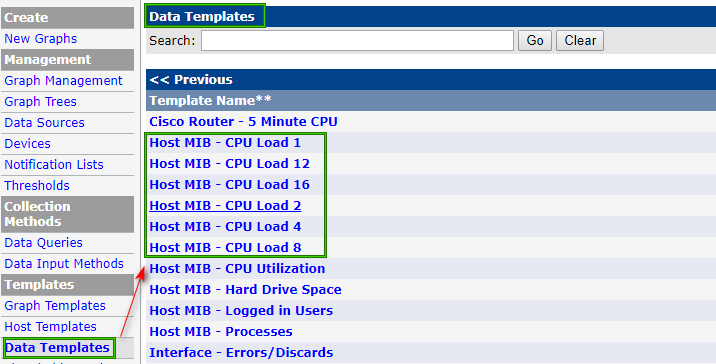 Create
New Graphs
Management
Graph Management
Graph Trees
Data Sources
Devices
Notification Lists
Thresholds
Collection
Methods
Data Queries
Data Input Methods
Templates
Graph Templates
Host Templates
Data Templates
Data Templates
Search: Go Clear
<< Previous
Template Name**
Cisco Router - 5 Minute CPU
Host MIB - CPU Load 1
Host MIB - CPU Load 12
Host MIB - CPU Load 16
Host MIB - CPU Load 2
Host MIB - CPU Load 4
Host MIB - CPU Load 8
Host MIB - CPU Utilization
Host MIB - Hard Drive Space
Host MIB - Logged in Users
Host MIB - Processes
Interface - Errors/Discards